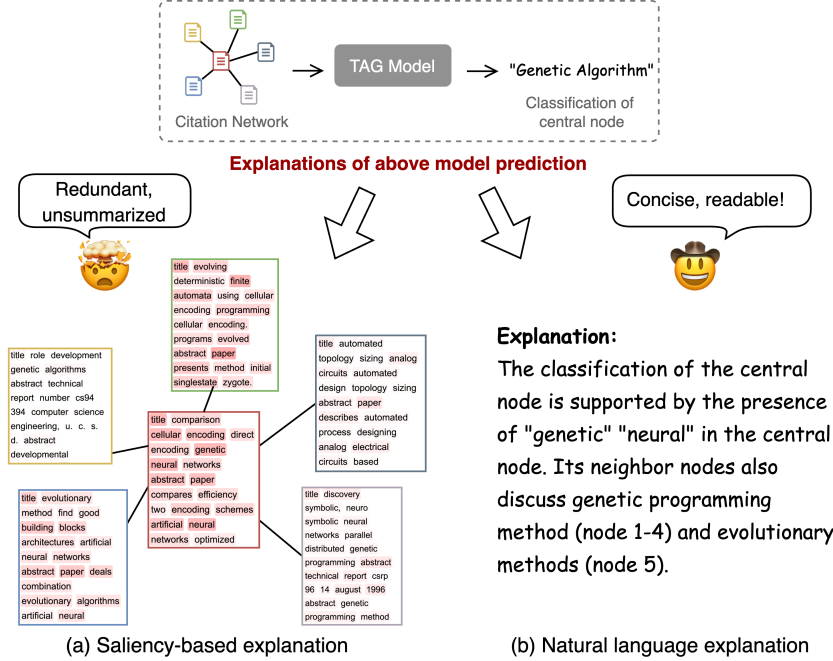 TAG Model
"Genetic Algorithm"
Citation Network
Classification of
central node
Explanations of above model prediction
Redundant,
unsummarized
Concise, readable!
title evolving
deterministic finite
automata using cellular
encoding programming
cellular encoding.
programs evolved
abstract paper
presents method initial
singlestate zygote.
title role development
genetic algorithms
abstract technical
report number cs94
394 computer science
engineering, u. c. s.
d. abstract
developmental
title automated
topology sizing analog
circuits automated
design topology sizing
abstract paper
describes automated
process designing
analog electrical
circuits based
title comparison
cellular encoding direct
encoding genetic
neural networks
abstract paper
compares efficiency
two encoding schemes
artificial neural
networks optimized
title evolutionary
method find good
building blocks
architectures artificial
neural networks
abstract paper deals
combination
evolutionary algorithms
artificial neural
title discovery
symbolic, neuro
symbolic neural
networks parallel
distributed genetic
programming abstract
technical report csrp
96 14 august 1996
abstract genetic
programming method
Explanation:
The classification of the central
node is supported by the presence
of "genetic" "neural" in the central
node. Its neighbor nodes also
discuss genetic programming
method (node 1-4) and evolutionary
methods (node 5).
(a) Saliency-based explanation
(b) Natural language explanation